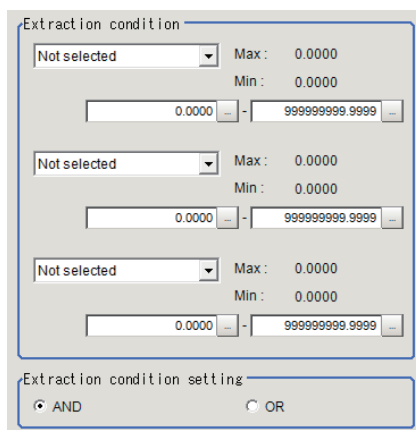 Extraction condition
Not selected Max : 0.0000
Min : 0.0000
0.0000 ... - 999999999.9999 ...
Not selected Max : 0.0000
Min : 0.0000
0.0000 ... - 999999999.9999 ...
Not selected Max : 0.0000
Min : 0.0000
0.0000 ... - 999999999.9999 ...
Extraction condition setting
AND OR